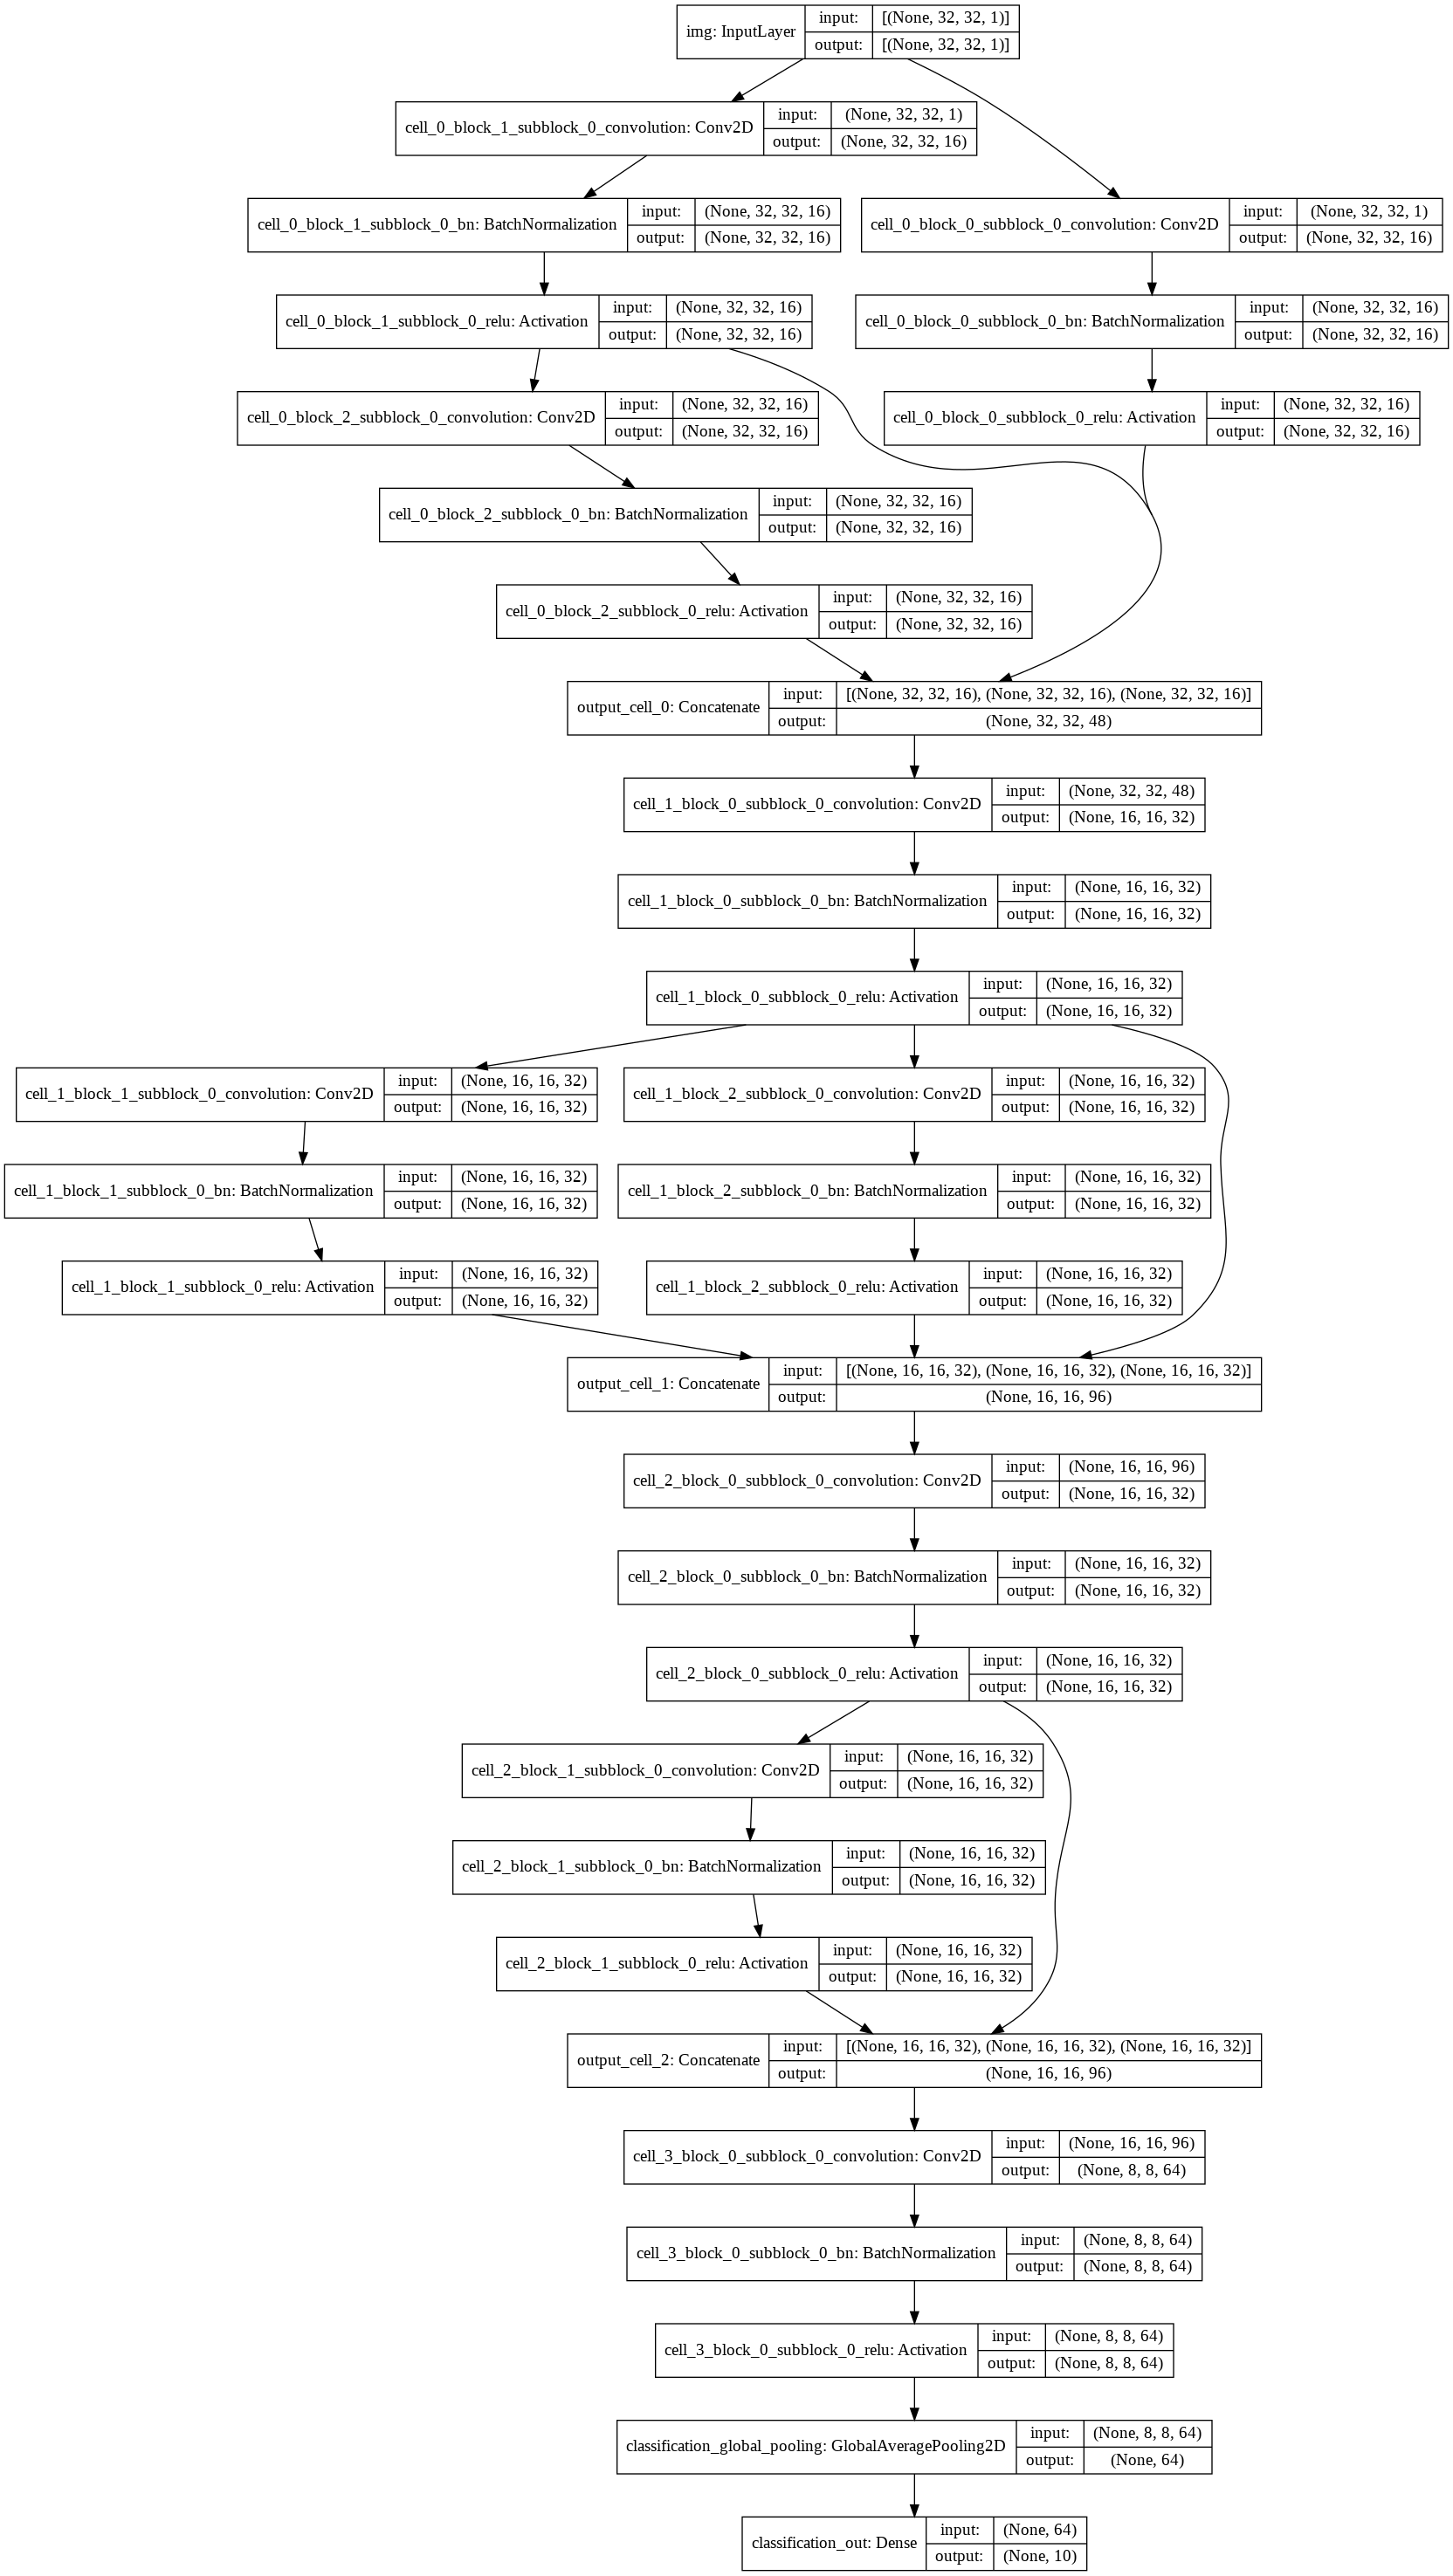 img: InputLayer
input: [(None, 32, 32, 1)]
output: [(None, 32, 32, 1)]
cell_0_block_1_subblock_0_convolution: Conv2D
input: (None, 32, 32, 1)
output: (None, 32, 32, 16)
cell_0_block_1_subblock_0_bn: BatchNormalization
input: (None, 32, 32, 16)
output: (None, 32, 32, 16)
cell_0_block_0_subblock_0_convolution: Conv2D
input: (None, 32, 32, 1)
output: (None, 32, 32, 16)
cell_0_block_1_subblock_0_relu: Activation
input: (None, 32, 32, 16)
output: (None, 32, 32, 16)
cell_0_block_0_subblock_0_bn: BatchNormalization
input: (None, 32, 32, 16)
output: (None, 32, 32, 16)
cell_0_block_2_subblock_0_convolution: Conv2D
input: (None, 32, 32, 16)
output: (None, 32, 32, 16)
cell_0_block_0_subblock_0_relu: Activation
input: (None, 32, 32, 16)
output: (None, 32, 32, 16)
cell_0_block_2_subblock_0_bn: BatchNormalization
input: (None, 32, 32, 16)
output: (None, 32, 32, 16)
cell_0_block_2_subblock_0_relu: Activation
input: (None, 32, 32, 16)
output: (None, 32, 32, 16)
output_cell_0: Concatenate
input: [(None, 32, 32, 16), (None, 32, 32, 16), (None, 32, 32, 16)]
output: (None, 32, 32, 48)
cell_1_block_0_subblock_0_convolution: Conv2D
input: (None, 32, 32, 48)
output: (None, 16, 16, 32)
cell_1_block_0_subblock_0_bn: BatchNormalization
input: (None, 16, 16, 32)
output: (None, 16, 16, 32)
cell_1_block_0_subblock_0_relu: Activation
input: (None, 16, 16, 32)
output: (None, 16, 16, 32)
cell_1_block_1_subblock_0_convolution: Conv2D
input: (None, 16, 16, 32)
output: (None, 16, 16, 32)
cell_1_block_2_subblock_0_convolution: Conv2D
input: (None, 16, 16, 32)
output: (None, 16, 16, 32)
cell_1_block_1_subblock_0_bn: BatchNormalization
input: (None, 16, 16, 32)
output: (None, 16, 16, 32)
cell_1_block_2_subblock_0_bn: BatchNormalization
input: (None, 16, 16, 32)
output: (None, 16, 16, 32)
cell_1_block_1_subblock_0_relu: Activation
input: (None, 16, 16, 32)
output: (None, 16, 16, 32)
cell_1_block_2_subblock_0_relu: Activation
input: (None, 16, 16, 32)
output: (None, 16, 16, 32)
output_cell_1: Concatenate
input: [(None, 16, 16, 32), (None, 16, 16, 32), (None, 16, 16, 32)]
output: (None, 16, 16, 96)
cell_2_block_0_subblock_0_convolution: Conv2D
input: (None, 16, 16, 96)
output: (None, 16, 16, 32)
cell_2_block_0_subblock_0_bn: BatchNormalization
input: (None, 16, 16, 32)
output: (None, 16, 16, 32)
cell_2_block_0_subblock_0_relu: Activation
input: (None, 16, 16, 32)
output: (None, 16, 16, 32)
cell_2_block_1_subblock_0_convolution: Conv2D
input: (None, 16, 16, 32)
output: (None, 16, 16, 32)
cell_2_block_1_subblock_0_bn: BatchNormalization
input: (None, 16, 16, 32)
output: (None, 16, 16, 32)
cell_2_block_1_subblock_0_relu: Activation
input: (None, 16, 16, 32)
output: (None, 16, 16, 32)
output_cell_2: Concatenate
input: [(None, 16, 16, 32), (None, 16, 16, 32), (None, 16, 16, 32)]
output: (None, 16, 16, 96)
cell_3_block_0_subblock_0_convolution: Conv2D
input: (None, 16, 16, 96)
output: (None, 8, 8, 64)
cell_3_block_0_subblock_0_bn: BatchNormalization
input: (None, 8, 8, 64)
output: (None, 8, 8, 64)
cell_3_block_0_subblock_0_relu: Activation
input: (None, 8, 8, 64)
output: (None, 8, 8, 64)
classification_global_pooling: GlobalAveragePooling2D
input: (None, 8, 8, 64)
output: (None, 64)
classification_out: Dense
input: (None, 64)
output: (None, 10)